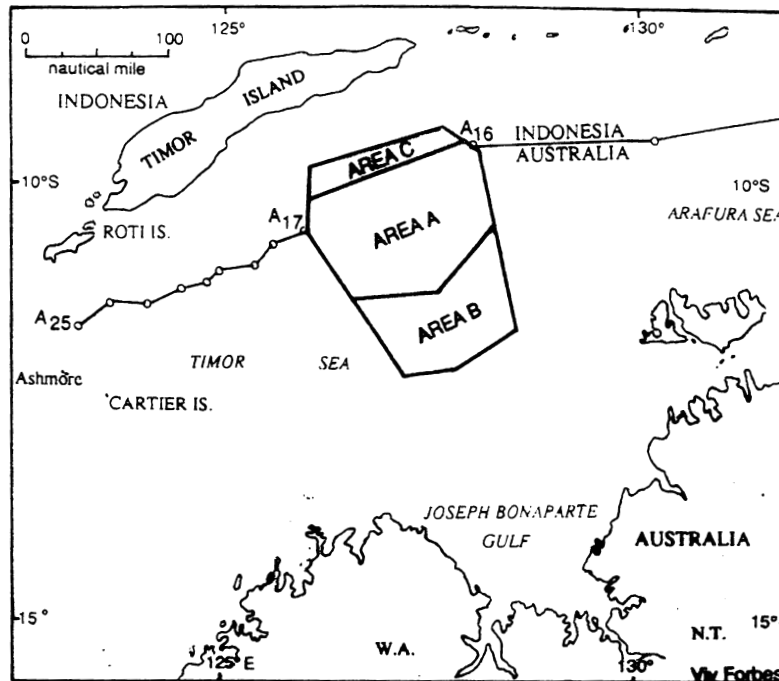 125°
130°
0
100
nautical mile
INDONESIA
TIMOR ISLAND
A16
INDONESIA
AUSTRALIA
AREA C
10°S
10°S
ROTI IS.
A17
AREA A
ARAFURA SEA
A25
AREA B
TIMOR SEA
Ashmore
CARTIER IS.
JOSEPH BONAPARTE
GULF
AUSTRALIA
15°
15°
W.A.
N.T.
125° E
130°
Viv Forbes